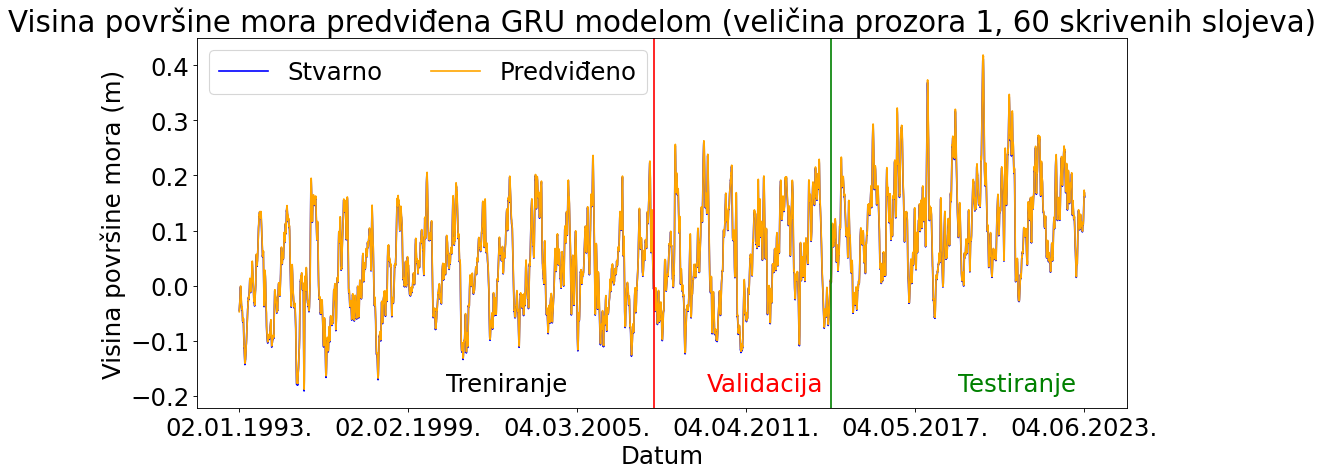 Visina površine mora predviđena GRU modelom (veličina prozora 1, 60 skrivenih slojeva)
Stvarno
Predviđeno
Visina površine mora (m)
0.4
0.3
0.2
0.1
0.0
−0.1
−0.2
Treniranje
Validacija
Testiranje
02.01.1993.
02.02.1999.
04.03.2005.
04.04.2011.
04.05.2017.
04.06.2023.
Datum